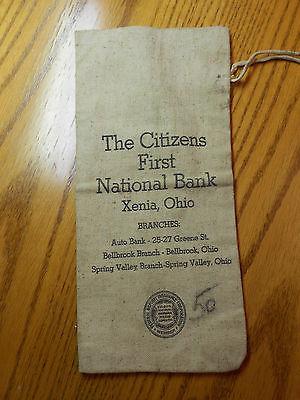 The Citizens
First
National Bank
Xenia, Ohio
BRANCHES:
Auto Bank - 25-27 Greene St.
Bellbrook Branch - Bellbrook, Ohio
Spring Valley Branch-Spring Valley, Ohio
50